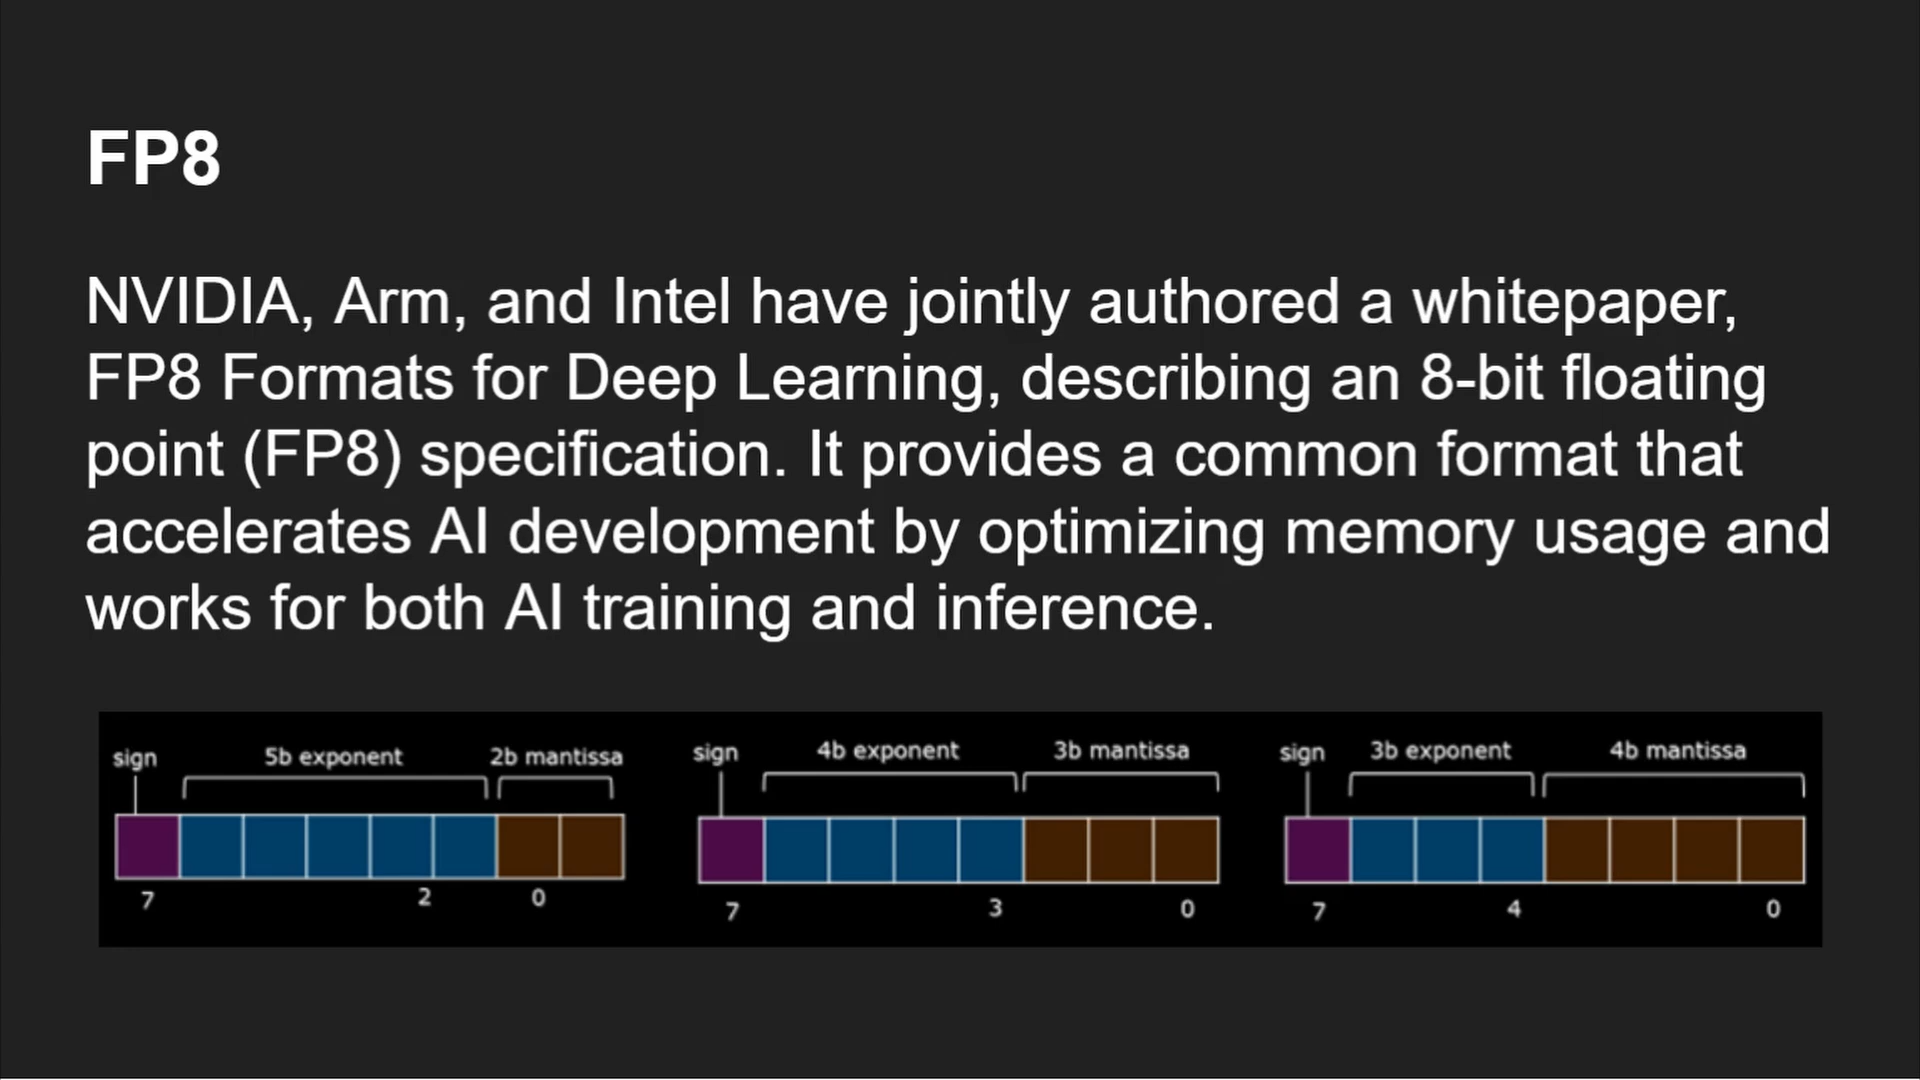 FP8
NVIDIA, Arm, and Intel have jointly authored a whitepaper,
FP8 Formats for Deep Learning, describing an 8-bit floating
point (FP8) specification. It provides a common format that
accelerates AI development by optimizing memory usage and
works for both AI training and inference.
sign 5b exponent 2b mantissa
7 2 0
sign 4b exponent 3b mantissa
7 3 0
sign 3b exponent 4b mantissa
7 4 0